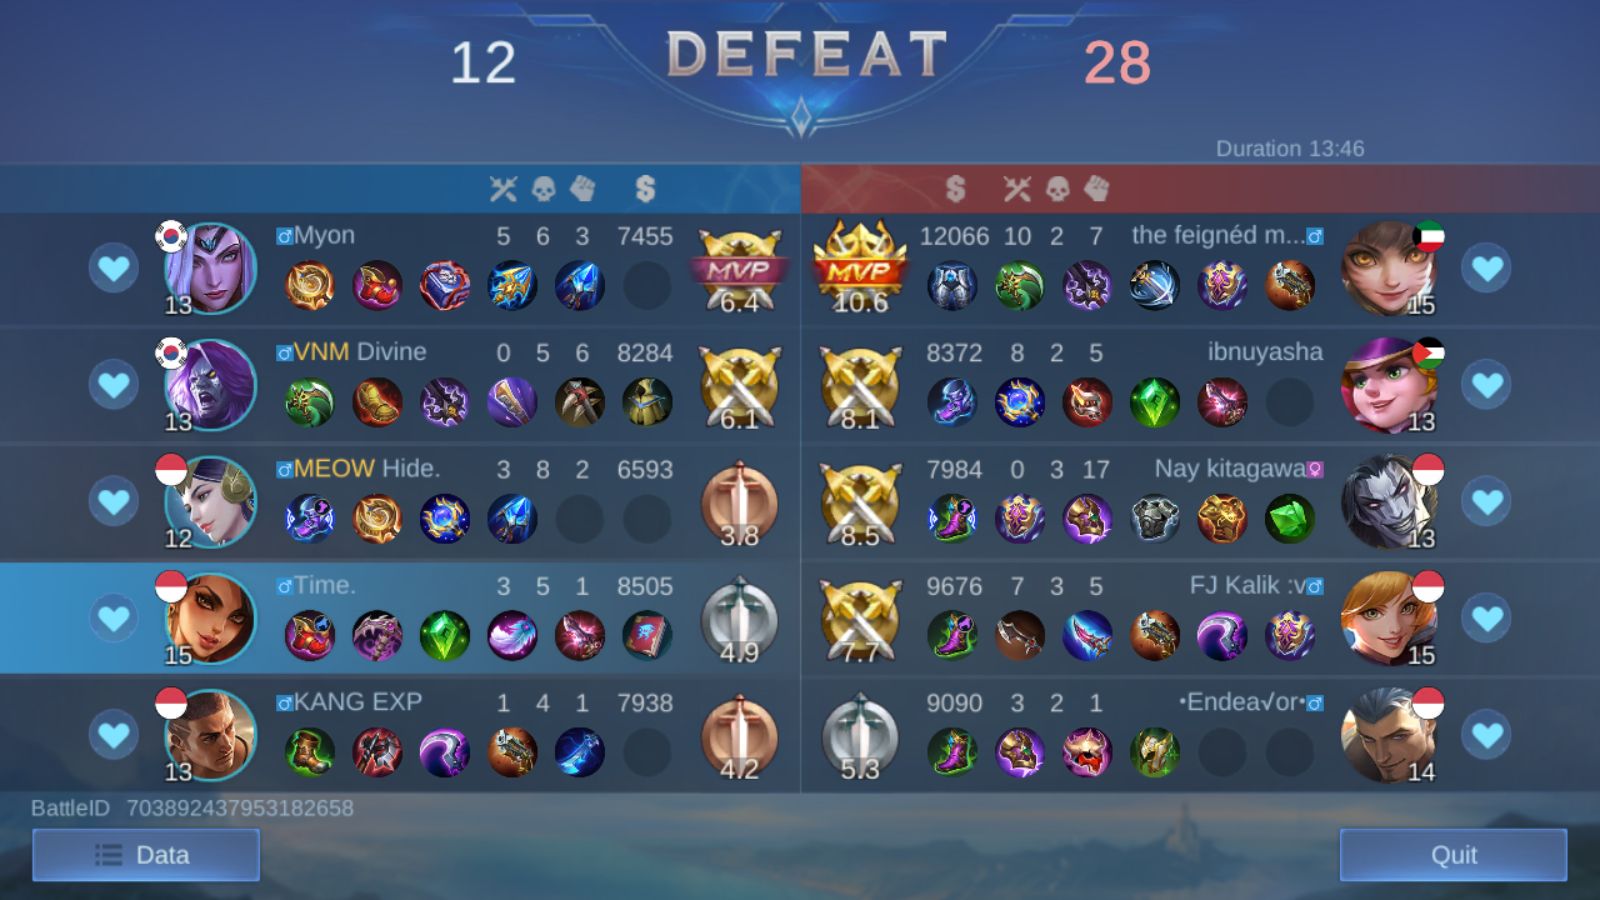 12 DEFEAT 28
Duration 13:46
Myon 5 6 3 7455 MVP 6.4 13
MVP 10.6 12066 10 2 7 the feignéd m... 15
VNM Divine 0 5 6 8284 6.1 13
8.1 8372 8 2 5 ibnuyasha 13
MEOW Hide. 3 8 2 6593 3.8 12
8.5 7984 0 3 17 Nay kitagawa 13
Time. 3 5 1 8505 4.9 15
7.7 9676 7 3 5 FJ Kalik :v 15
KANG EXP 1 4 1 7938 4.2 13
5.3 9090 3 2 1 •Endea√or• 14
BattleID 703892437953182658
Data
Quit